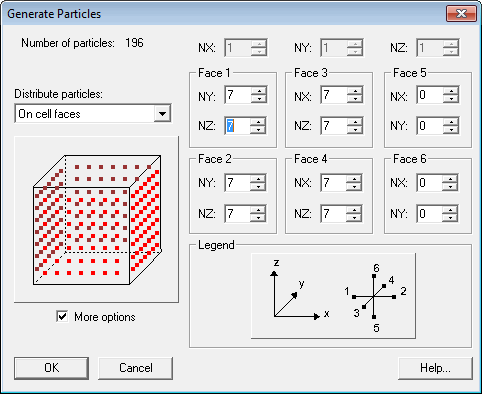 Generate Particles
Number of particles: 196
NX: 1 NY: 1 NZ: 1
Distribute particles:
On cell faces
Face 1 Face 3 Face 5
NY: 7 NX: 7 NX: 0
NZ: 7 NZ: 7 NY: 0
Face 2 Face 4 Face 6
NY: 7 NX: 7 NX: 0
NZ: 7 NZ: 7 NY: 0
Legend
z 6
y 4
1 2
x 3
5
More options
OK Cancel Help...